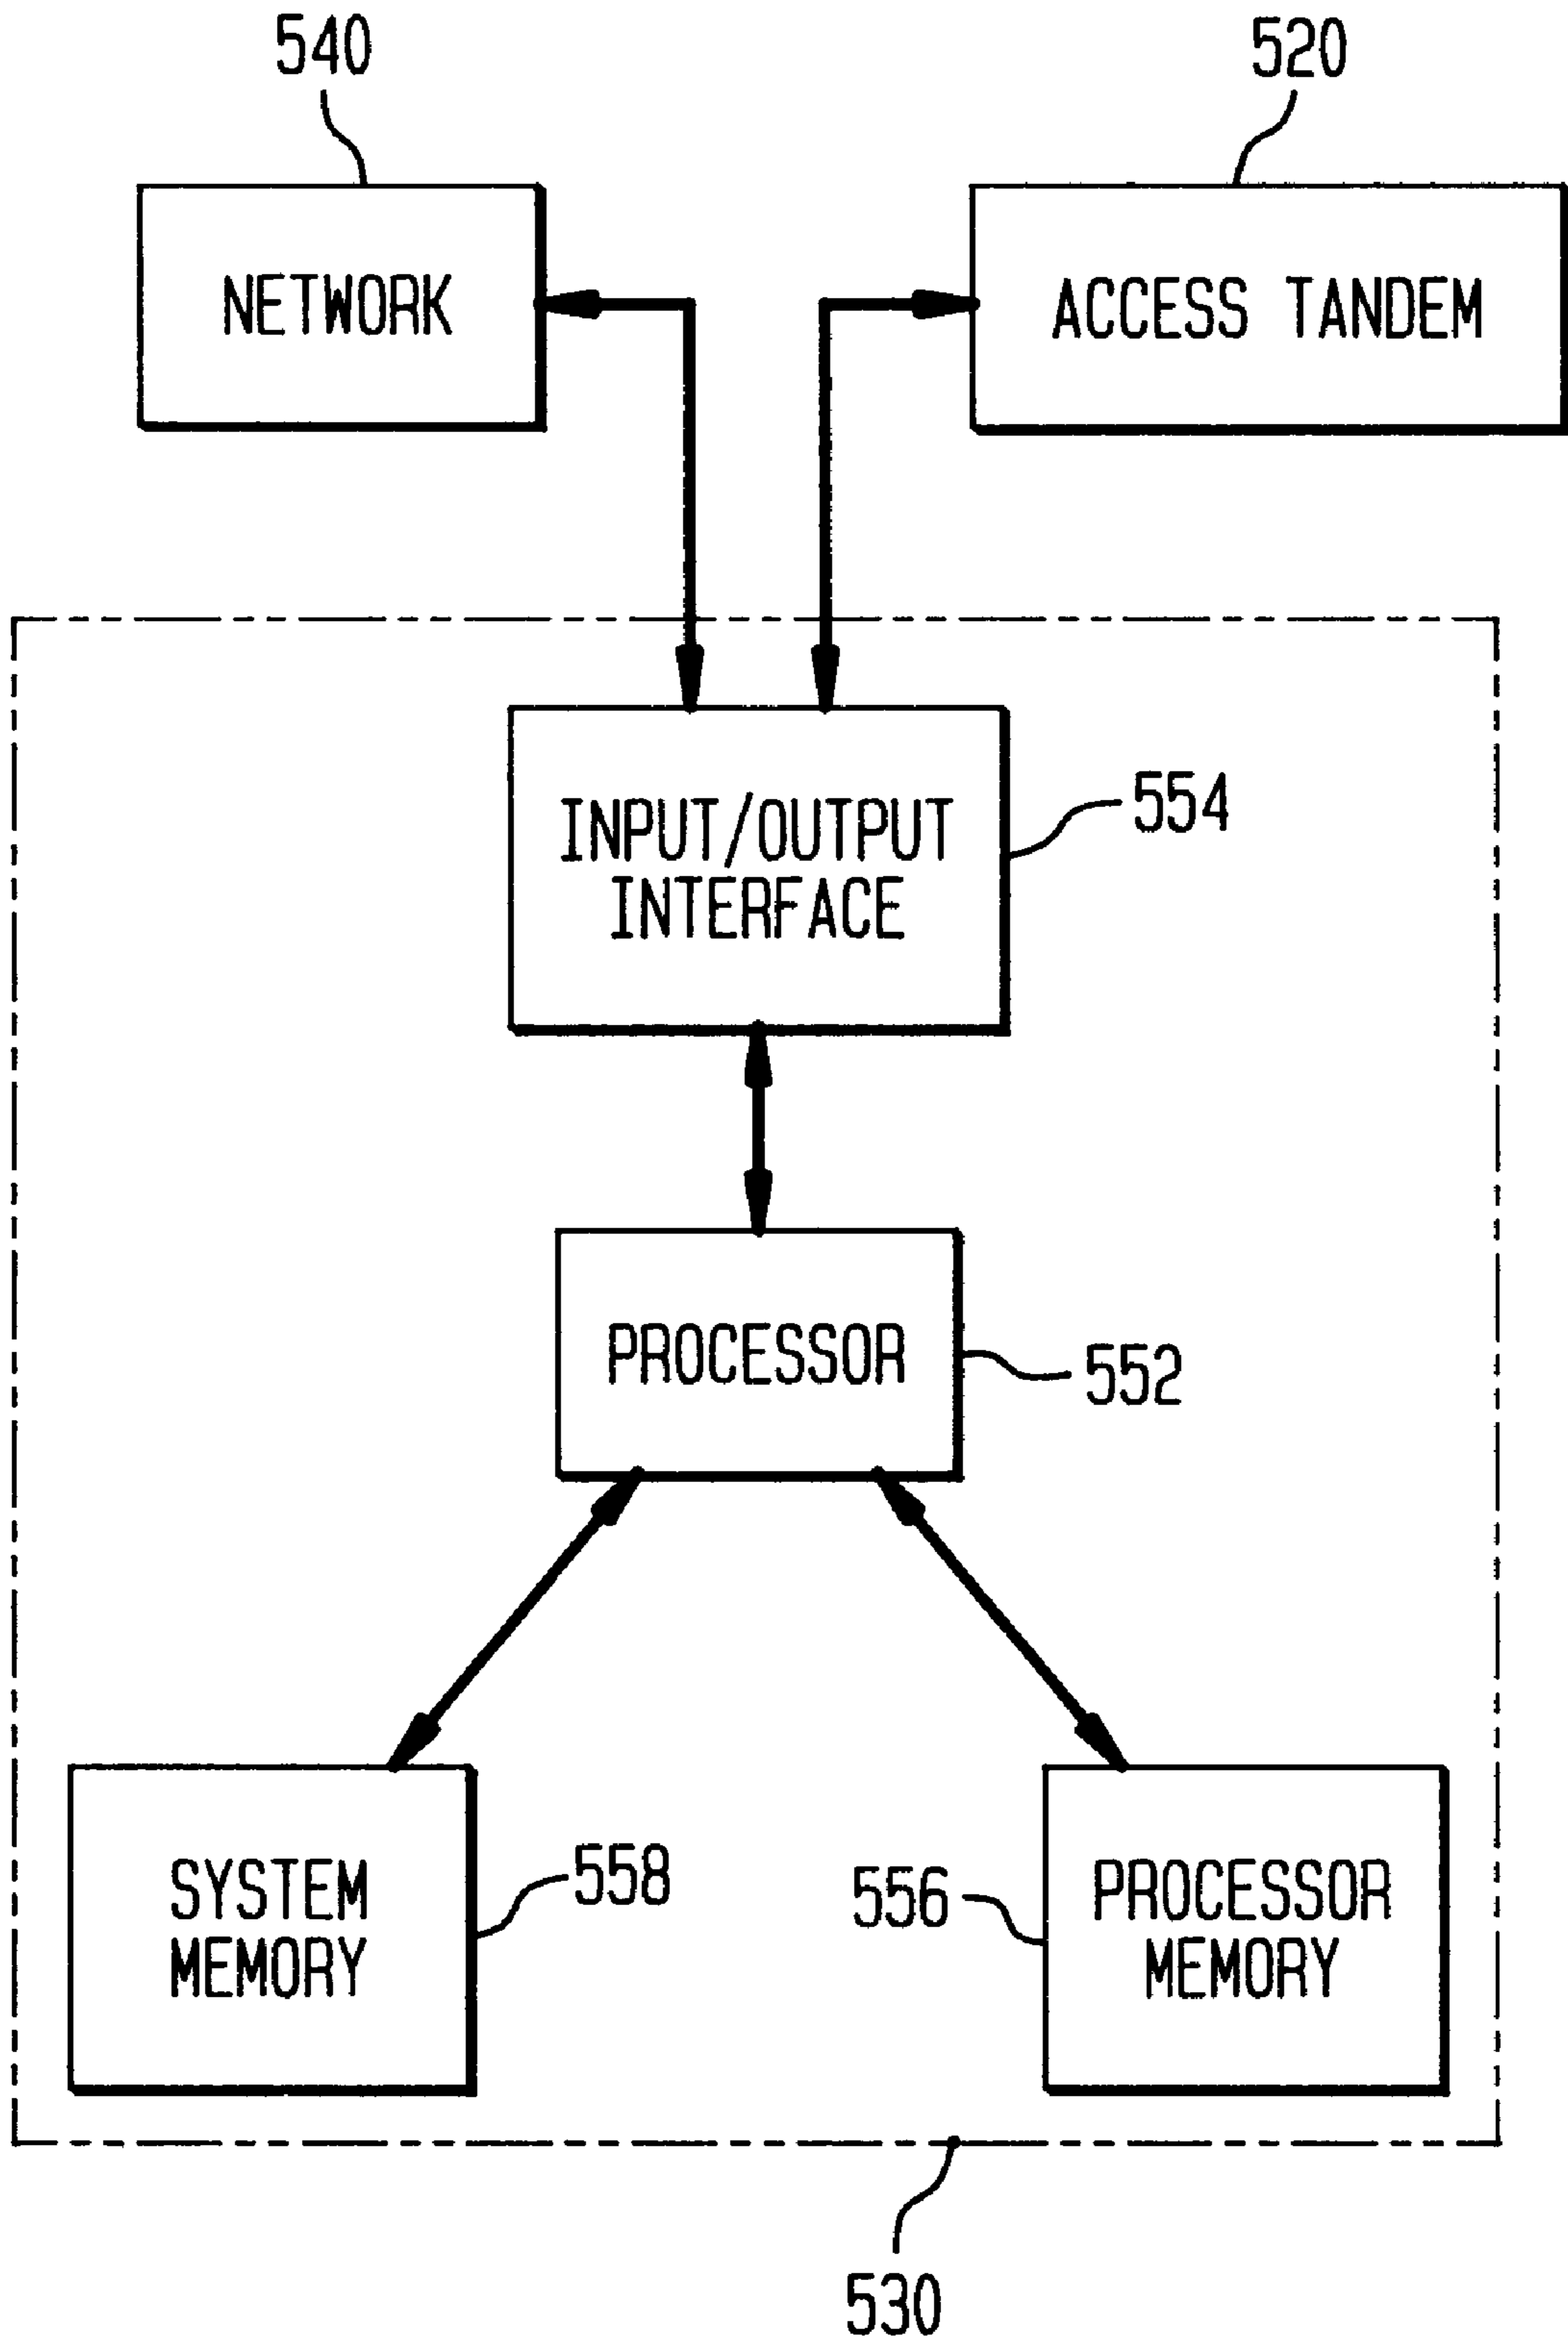 540
520
NETWORK
ACCESS TANDEM
INPUT/OUTPUT
INTERFACE
554
PROCESSOR
552
SYSTEM
MEMORY
558
556
PROCESSOR
MEMORY
530